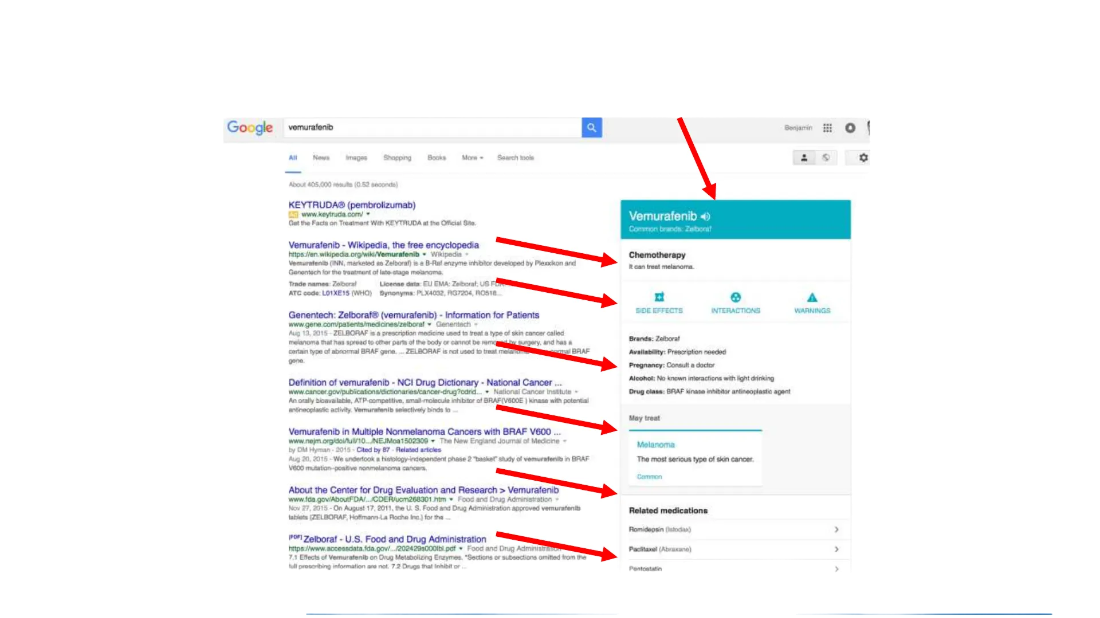 Google
vemurafenib
Benjamin
All News Images Shopping Books More Search tools
About 405,000 results (0.52 seconds)
KEYTRUDA® (pembrolizumab)
Ad www.keytruda.com/
Get the Facts on Treatment With KEYTRUDA at the Official Site.
Vemurafenib - Wikipedia, the free encyclopedia
https://en.wikipedia.org/wiki/Vemurafenib Wikipedia
Vemurafenib (INN, marketed as Zelboraf) is a B-Raf enzyme inhibitor developed by Plexxikon and
Genentech for the treatment of late-stage melanoma.
Trade names: Zelboraf License data: EU EMA: Zelboraf; US
ATC code: L01XE15 (WHO) Synonyms: PLX4032, RG7204, RO518...
Genentech: Zelboraf® (vemurafenib) - Information for Patients
www.gene.com/patients/medicines/zelboraf Genentech
Aug 13, 2015 - ZELBORAF is a prescription medicine used to treat a type of skin cancer called
melanoma that has spread to other parts of the body or cannot be removed by surgery, and has a
certain type of abnormal BRAF gene. ... ZELBORAF is not used to treat BRAF
gene.
Definition of vemurafenib - NCI Drug Dictionary - National Cancer ...
www.cancer.gov/publications/dictionaries/cancer-drug?cdrid... National Cancer Institute
An orally bioavailable, ATP-competitive, small-molecule inhibitor of BRAF(V600E ) kinase with potential
antineoplastic activity. Vemurafenib selectively binds to ...
Vemurafenib in Multiple Nonmelanoma Cancers with BRAF V600 ...
www.nejm.org/doi/full/10.../NEJMoa1502309 The New England Journal of Medicine
by DM Hyman - 2015 - Cited by 87 - Related articles
Aug 20, 2015 - We undertook a histology-independent phase 2 "basket" study of vemurafenib in BRAF
V600 mutation-positive nonmelanoma cancers.
About the Center for Drug Evaluation and Research > Vemurafenib
www.fda.gov/AboutFDA/.../CDER/ucm268301.htm Food and Drug Administration
Nov 27, 2015 - On August 17, 2011, the U. S. Food and Drug Administration approved vemurafenib
tablets (ZELBORAF, Hoffmann-La Roche Inc.) for the ...
[PDF] Zelboraf - U.S. Food and Drug Administration
https://www.accessdata.fda.gov/.../202429s000lbl.pdf Food and Drug Administration
7.1 Effects of Vemurafenib on Drug Metabolizing Enzymes. *Sections or subsections omitted from the
full prescribing information are not. 7.2 Drugs that Inhibit or ...
Vemurafenib
Common brands: Zelboraf
Chemotherapy
It can treat melanoma.
SIDE EFFECTS INTERACTIONS WARNINGS
Brands: Zelboraf
Availability: Prescription needed
Pregnancy: Consult a doctor
Alcohol: No known interactions with light drinking
Drug class: BRAF kinase inhibitor antineoplastic agent
May treat
Melanoma
The most serious type of skin cancer.
Common
Related medications
Romidepsin (Istodax)
Paclitaxel (Abraxane)
Pentostatin